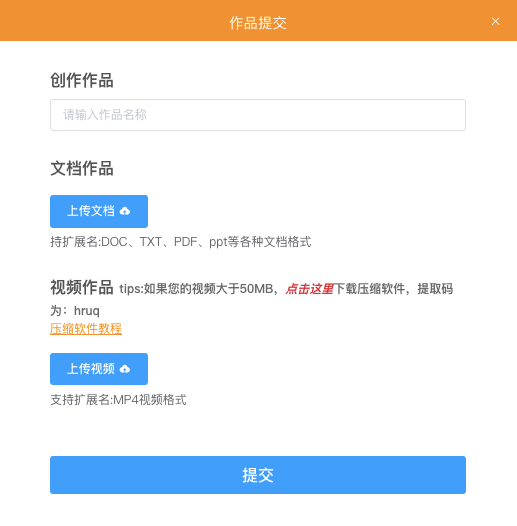 作品提交
创作作品
请输入作品名称
文档作品
上传文档
持扩展名:DOC、TXT、PDF、ppt等各种文档格式
视频作品 tips:如果您的视频大于50MB，点击这里下载压缩软件，提取码
为：hruq
压缩软件教程
上传视频
支持扩展名:MP4视频格式
提交